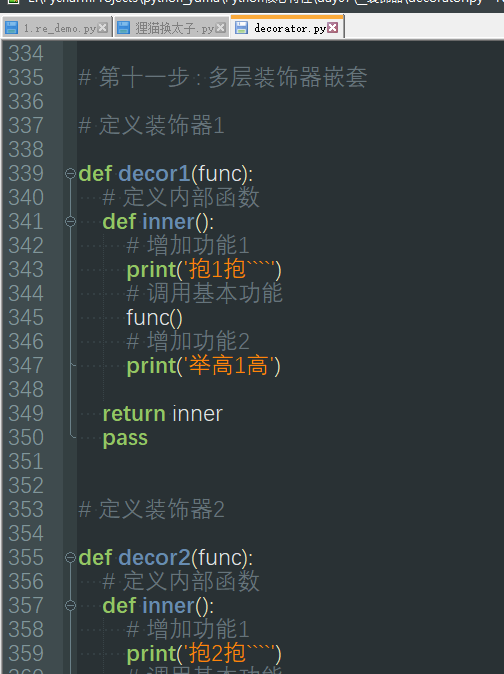 1.re_demo.py 狸猫换太子.py decorator.py
334
335 # 第十一步 : 多层装饰器嵌套
336
337 # 定义装饰器1
338
339 def decor1(func):
340 # 定义内部函数
341 def inner():
342 # 增加功能1
343 print('抱1抱````')
344 # 调用基本功能
345 func()
346 # 增加功能2
347 print('举高1高')
348
349 return inner
350 pass
351
352
353 # 定义装饰器2
354
355 def decor2(func):
356 # 定义内部函数
357 def inner():
358 # 增加功能1
359 print('抱2抱````')
360 # 调用基本功能